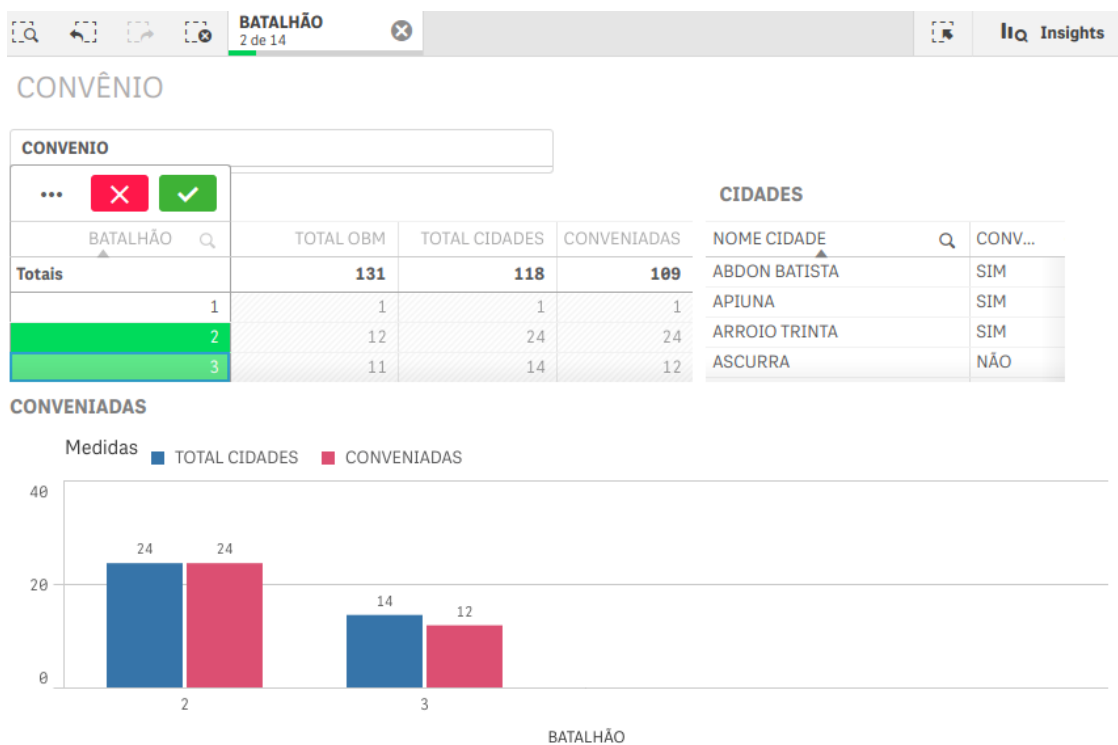 BATALHÃO
2 de 14
Insights
CONVÊNIO
CONVENIO
CIDADES
BATALHÃO TOTAL OBM TOTAL CIDADES CONVENIADAS NOME CIDADE CONV...
Totais 131 118 109 ABDON BATISTA SIM
1 1 1 1 APIUNA SIM
2 12 24 24 ARROIO TRINTA SIM
3 11 14 12 ASCURRA NÃO
CONVENIADAS
Medidas TOTAL CIDADES CONVENIADAS
40
24 24
20
14 12
0
2 3
BATALHÃO